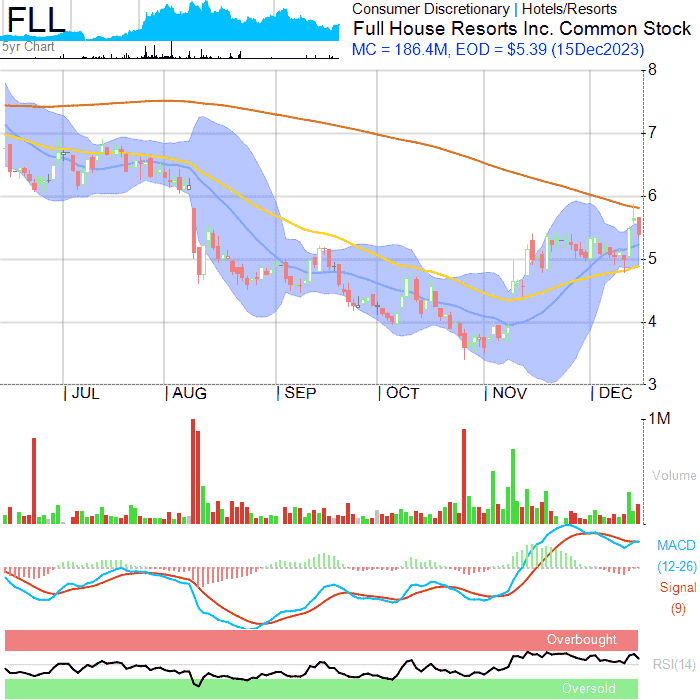 FLL
5yr Chart
Consumer Discretionary | Hotels/Resorts
Full House Resorts Inc. Common Stock
MC = 186.4M, EOD = $5.39 (15Dec2023)
8
7
6
5
4
3
JUL AUG SEP OCT NOV DEC
1M
Volume
MACD
(12-26)
Signal
(9)
Overbought
RSI(14)
Oversold